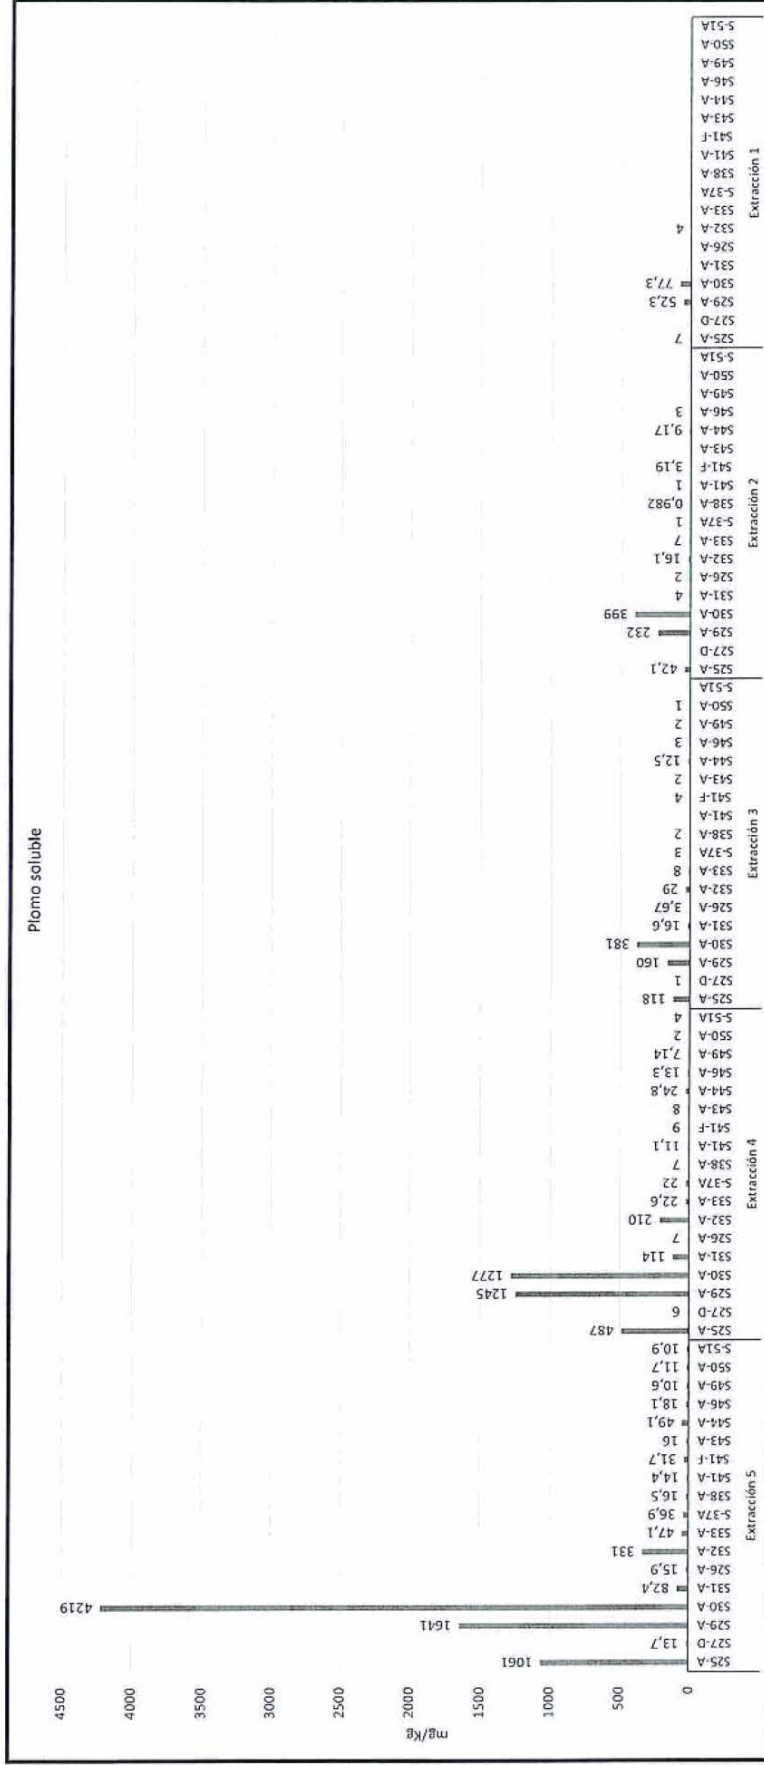 Plomo soluble
mg/Kg
4500
4000
3500
3000
2500
2000
1500
1000
500
0
1061
13,7
1641
4219
82,4
15,9
331
47,1
36,9
16,5
14,4
31,7
16
49,1
18,1
10,6
11,7
10,9
487
6
1245
1277
114
7
210
22,6
22
7
11,1
9
8
24,8
13,3
7,14
2
4
118
1
160
381
16,6
3,67
29
8
3
2
4
2
12,5
3
2
1
42,1
232
399
4
2
16,1
7
1
0,982
1
3,19
9,17
3
7
52,3
77,3
4
S25-A
S27-D
S29-A
S30-A
S31-A
S26-A
S32-A
S33-A
S-37A
S38-A
S41-A
S41-F
S43-A
S44-A
S46-A
S49-A
S50-A
S-51A
S25-A
S27-D
S29-A
S30-A
S31-A
S26-A
S32-A
S33-A
S-37A
S38-A
S41-A
S41-F
S43-A
S44-A
S46-A
S49-A
S50-A
S-51A
S25-A
S27-D
S29-A
S30-A
S31-A
S26-A
S32-A
S33-A
S-37A
S38-A
S41-A
S41-F
S43-A
S44-A
S46-A
S49-A
S50-A
S-51A
S25-A
S27-D
S29-A
S30-A
S31-A
S26-A
S32-A
S33-A
S-37A
S38-A
S41-A
S41-F
S43-A
S44-A
S46-A
S49-A
S50-A
S-51A
S25-A
S27-D
S29-A
S30-A
S31-A
S26-A
S32-A
S33-A
S-37A
S38-A
S41-A
S41-F
S43-A
S44-A
S46-A
S49-A
S50-A
S-51A
Extracción 5
Extracción 4
Extracción 3
Extracción 2
Extracción 1